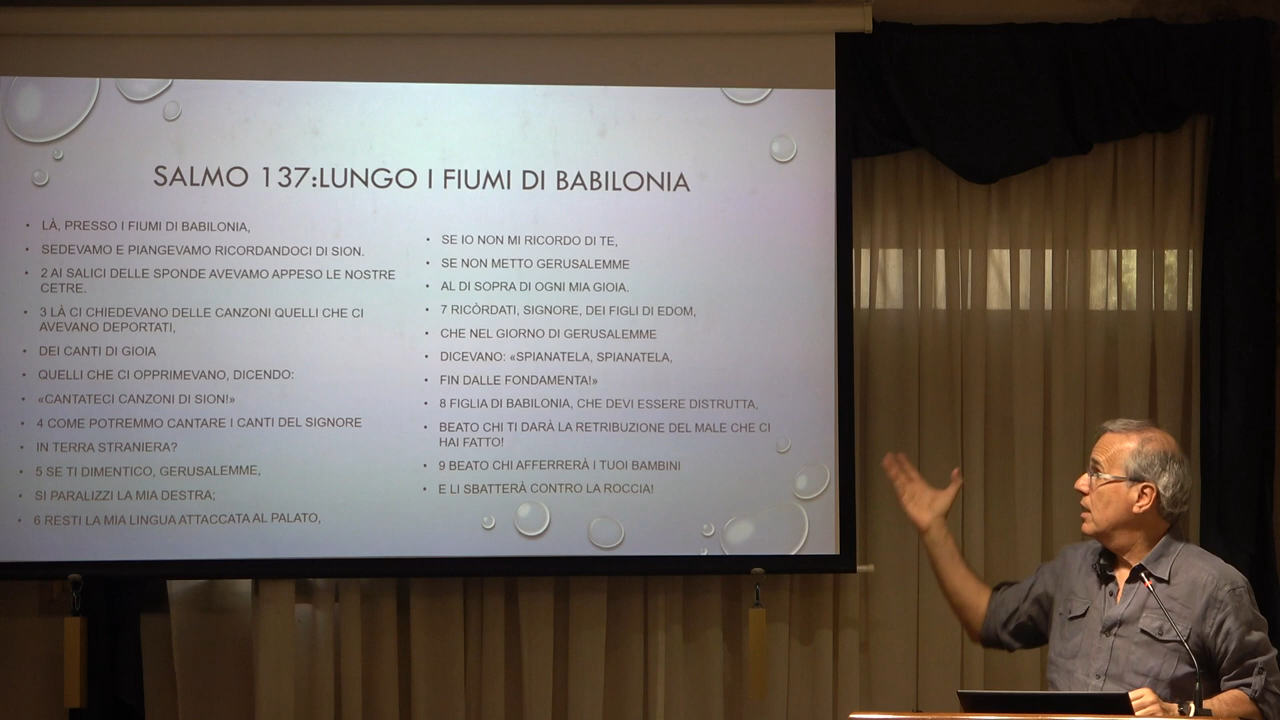 SALMO 137:LUNGO I FIUMI DI BABILONIA
• LÀ, PRESSO I FIUMI DI BABILONIA,
• SEDEVAMO E PIANGEVAMO RICORDANDOCI DI SION.
• 2 AI SALICI DELLE SPONDE AVEVAMO APPESO LE NOSTRE
CETRE.
• 3 LÀ CI CHIEDEVANO DELLE CANZONI QUELLI CHE CI
AVEVANO DEPORTATI,
• DEI CANTI DI GIOIA
• QUELLI CHE CI OPPRIMEVANO, DICENDO:
• «CANTATECI CANZONI DI SION!»
• 4 COME POTREMMO CANTARE I CANTI DEL SIGNORE
• IN TERRA STRANIERA?
• 5 SE TI DIMENTICO, GERUSALEMME,
• SI PARALIZZI LA MIA DESTRA;
• 6 RESTI LA MIA LINGUA ATTACCATA AL PALATO,
• SE IO NON MI RICORDO DI TE,
• SE NON METTO GERUSALEMME
• AL DI SOPRA DI OGNI MIA GIOIA.
• 7 RICÒRDATI, SIGNORE, DEI FIGLI DI EDOM,
• CHE NEL GIORNO DI GERUSALEMME
• DICEVANO: «SPIANATELA, SPIANATELA,
• FIN DALLE FONDAMENTA!»
• 8 FIGLIA DI BABILONIA, CHE DEVI ESSERE DISTRUTTA,
• BEATO CHI TI DARÀ LA RETRIBUZIONE DEL MALE CHE CI
HAI FATTO!
• 9 BEATO CHI AFFERRERÀ I TUOI BAMBINI
• E LI SBATTERÀ CONTRO LA ROCCIA!